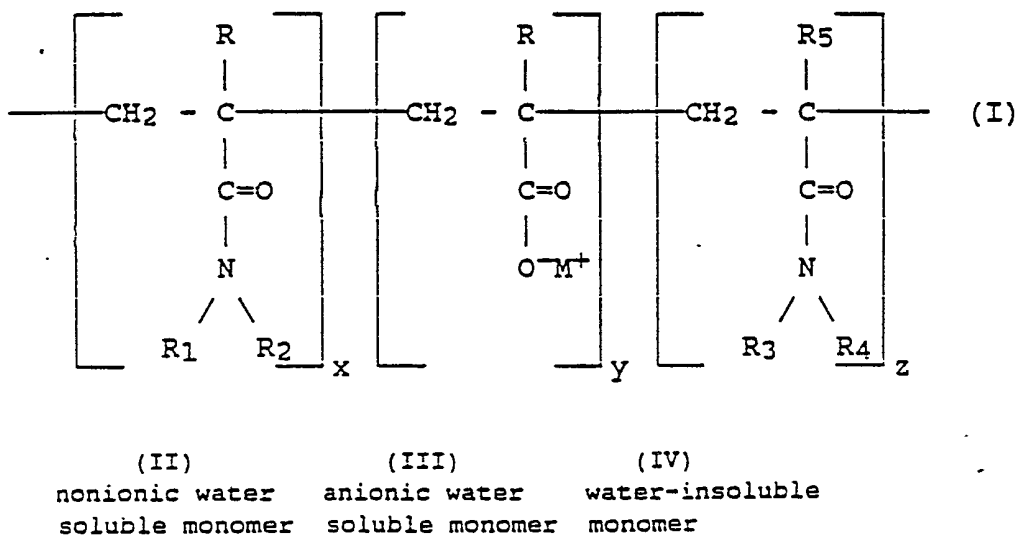 R R R5
CH2 - C CH2 - C CH2 - C (I)
C=O C=O C=O
N O-M+ N
R1 R2 R3 R4
x y z
(II) (III) (IV)
nonionic water anionic water water-insoluble
soluble monomer soluble monomer monomer